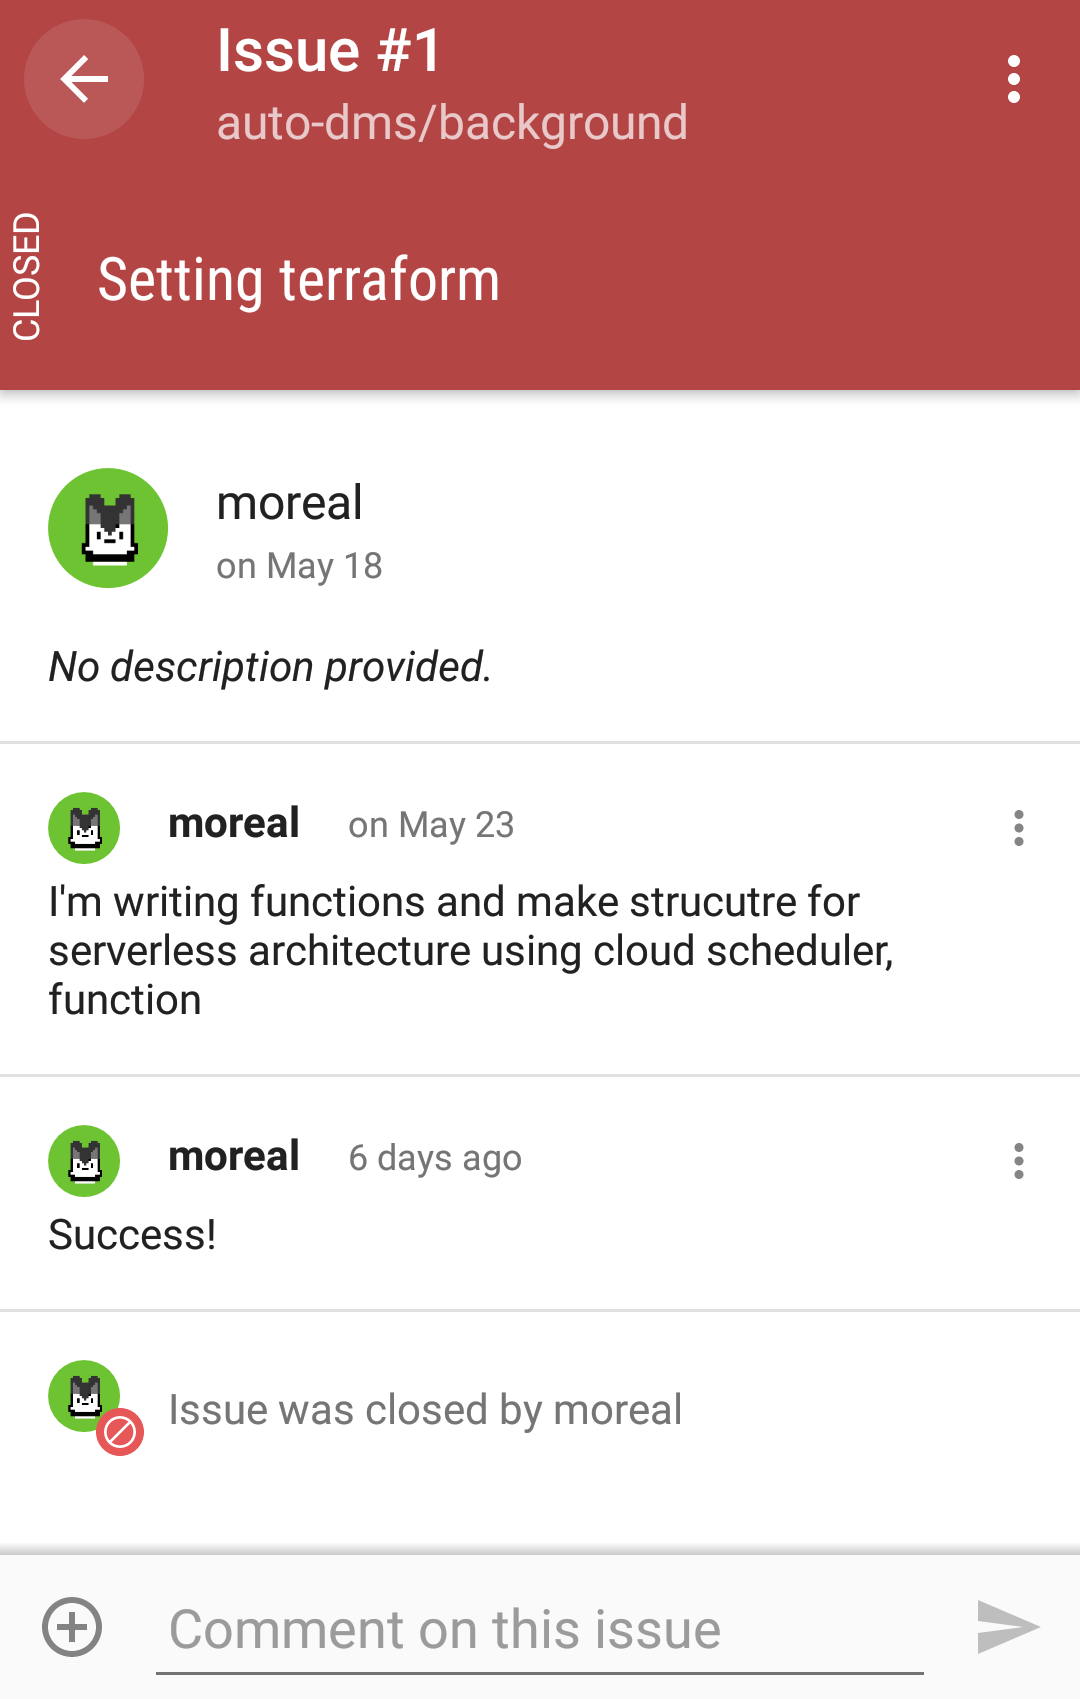 Issue #1
auto-dms/background
CLOSED
Setting terraform
moreal
on May 18
No description provided.
moreal on May 23
I'm writing functions and make strucutre for
serverless architecture using cloud scheduler,
function
moreal 6 days ago
Success!
Issue was closed by moreal
Comment on this issue